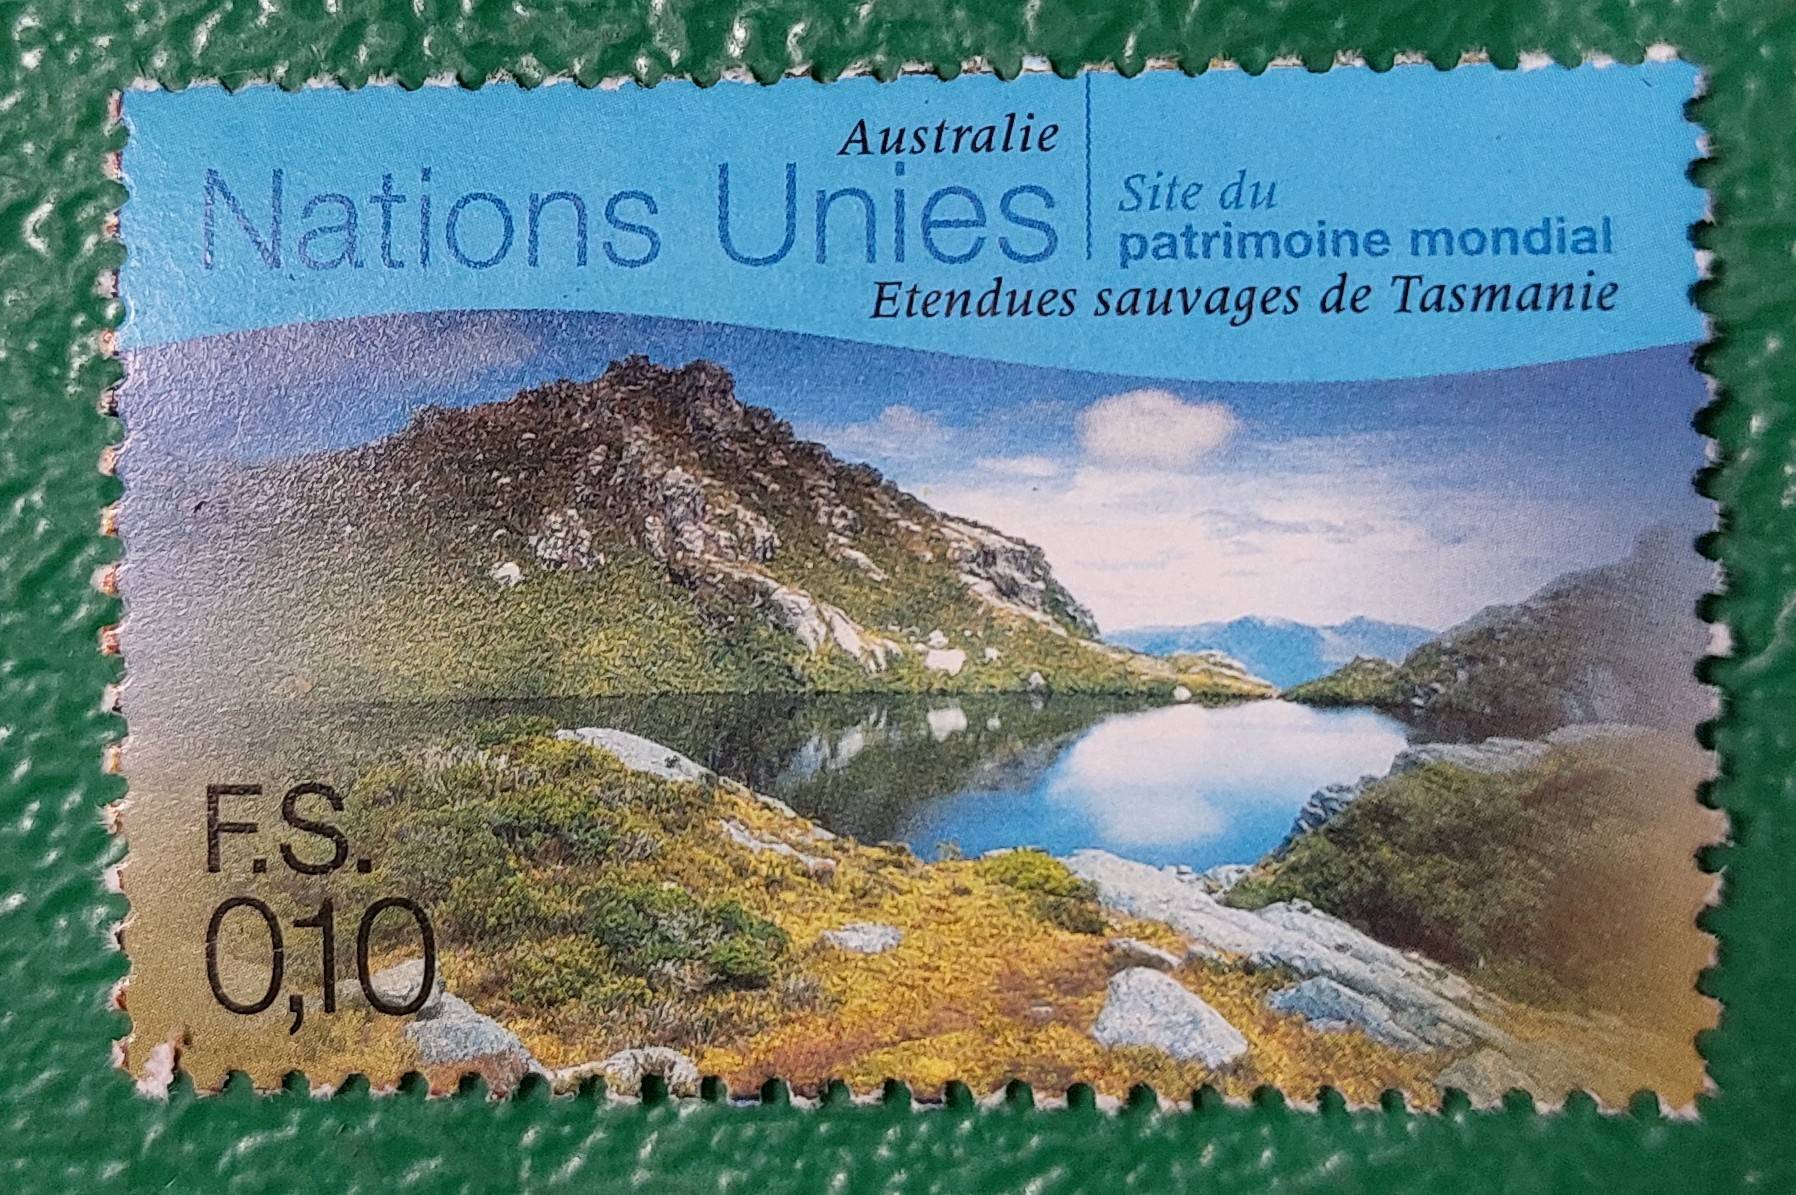 Australie
Nations Unies
Site du
patrimoine mondial
Etendues sauvages de Tasmanie
F.S.
0,10